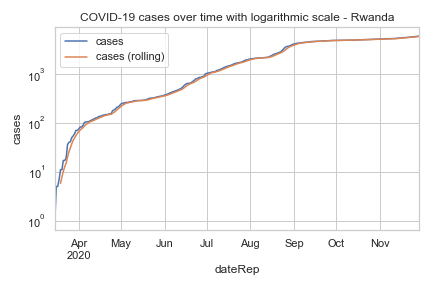 COVID-19 cases over time with logarithmic scale - Rwanda
cases
cases (rolling)
10³
10²
10¹
10⁰
cases
Apr
2020
May
Jun
Jul
Aug
Sep
Oct
Nov
dateRep